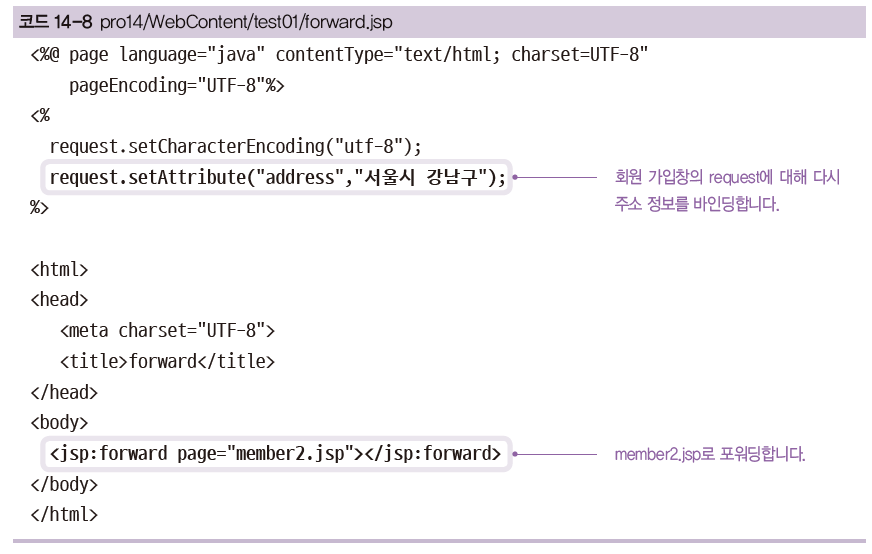 코드 14-8 pro14/WebContent/test01/forward.jsp
<%@ page language="java" contentType="text/html; charset=UTF-8"
pageEncoding="UTF-8"%>
<%
request.setCharacterEncoding("utf-8");
request.setAttribute("address","서울시 강남구");
회원 가입창의 request에 대해 다시
주소 정보를 바인딩합니다.
%>
<html>
<head>
<meta charset="UTF-8">
<title>forward</title>
</head>
<body>
<jsp:forward page="member2.jsp"></jsp:forward>
member2.jsp로 포워딩합니다.
</body>
</html>